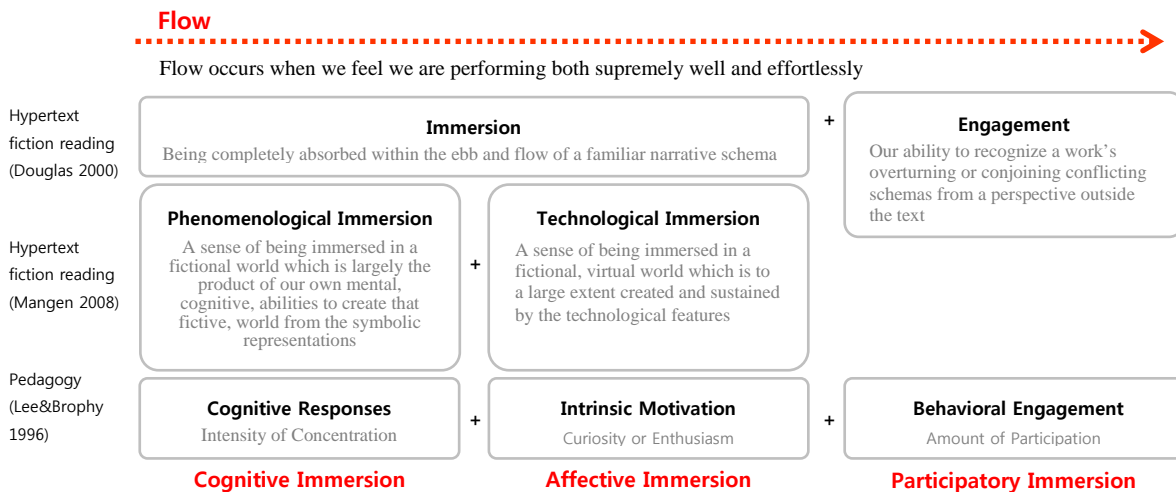 Flow
Flow occurs when we feel we are performing both supremely well and effortlessly
Hypertext
fiction reading
(Douglas 2000)
Immersion
Being completely absorbed within the ebb and flow of a familiar narrative schema
+
Engagement
Our ability to recognize a work's
overturning or conjoining conflicting
schemas from a perspective outside
the text
Hypertext
fiction reading
(Mangen 2008)
Phenomenological Immersion
A sense of being immersed in a
fictional world which is largely the
product of our own mental,
cognitive, abilities to create that
fictive, world from the symbolic
representations
+
Technological Immersion
A sense of being immersed in a
fictional, virtual world which is to
a large extent created and sustained
by the technological features
Pedagogy
(Lee&Brophy
1996)
Cognitive Responses
Intensity of Concentration
+
Intrinsic Motivation
Curiosity or Enthusiasm
+
Behavioral Engagement
Amount of Participation
Cognitive Immersion
Affective Immersion
Participatory Immersion